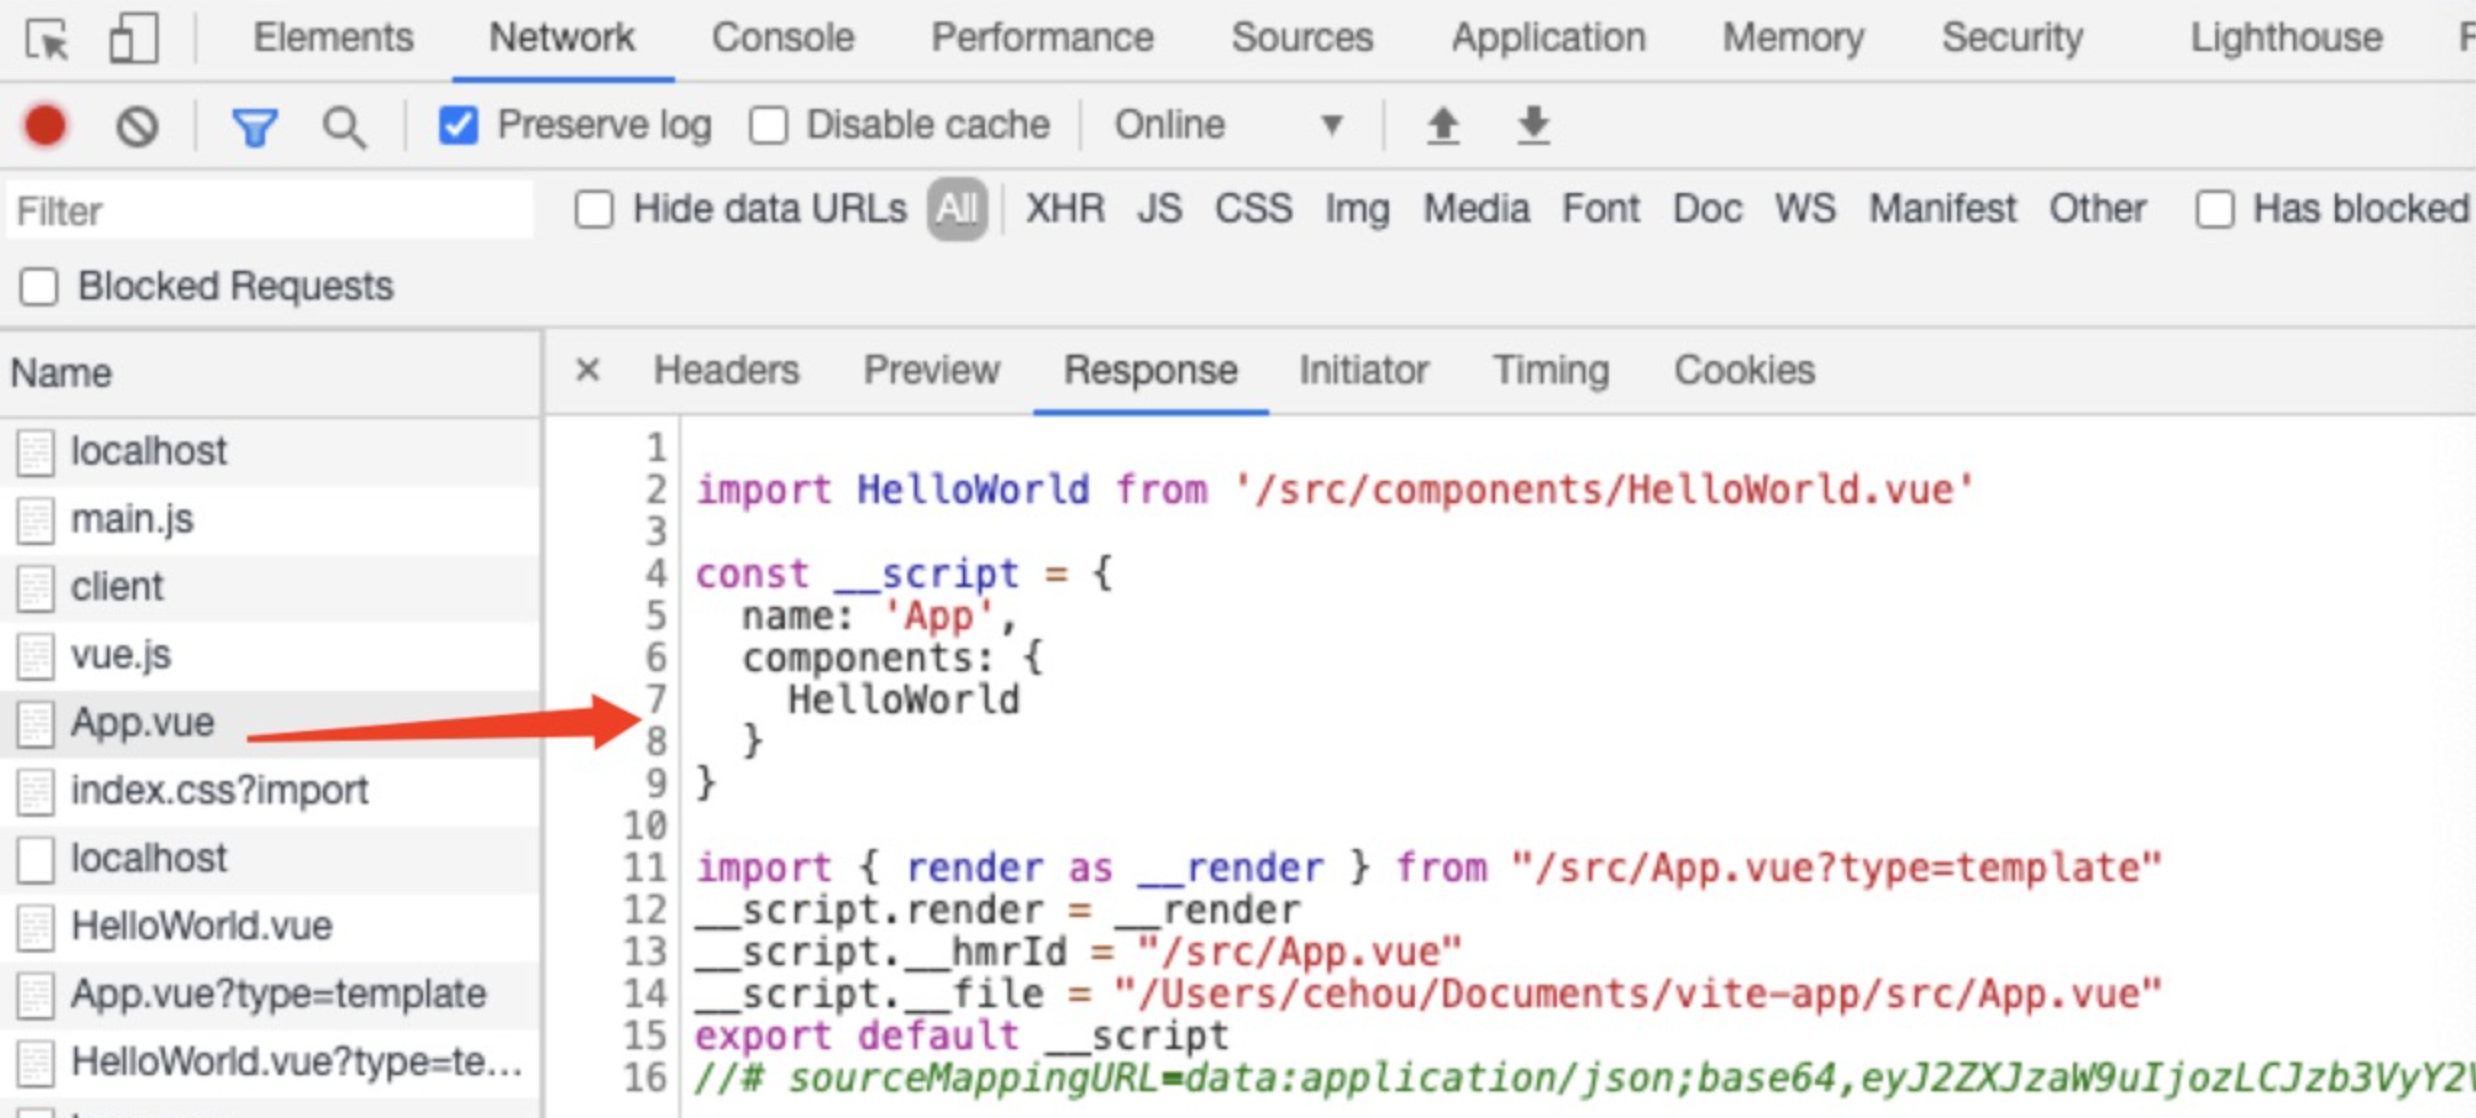 Elements Network Console Performance Sources Application Memory Security Lighthouse
Preserve log Disable cache Online
Filter Hide data URLs All XHR JS CSS Img Media Font Doc WS Manifest Other Has blocked
Blocked Requests
Name
× Headers Preview Response Initiator Timing Cookies
localhost
main.js
client
vue.js
App.vue
index.css?import
localhost
HelloWorld.vue
App.vue?type=template
HelloWorld.vue?type=te...
1
2 import HelloWorld from '/src/components/HelloWorld.vue'
3
4 const __script = {
5   name: 'App',
6   components: {
7     HelloWorld
8   }
9 }
10
11 import { render as __render } from "/src/App.vue?type=template"
12 __script.render = __render
13 __script.__hmrId = "/src/App.vue"
14 __script.__file = "/Users/cehou/Documents/vite-app/src/App.vue"
15 export default __script
16 //# sourceMappingURL=data:application/json;base64,eyJ2ZXJzaW9uIjozLCJzb3VyY2V